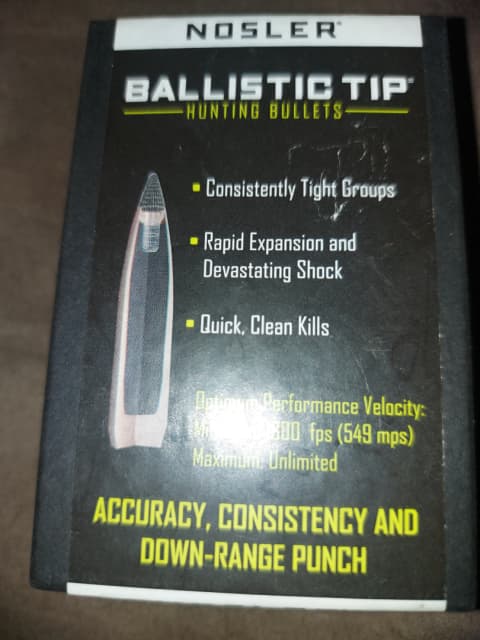 NOSLER®
BALLISTIC TIP®
HUNTING BULLETS
▪ Consistently Tight Groups
▪ Rapid Expansion and
Devastating Shock
▪ Quick, Clean Kills
Optimum Performance Velocity:
fps (549 mps)
Maximum: Unlimited
ACCURACY, CONSISTENCY AND
DOWN-RANGE PUNCH